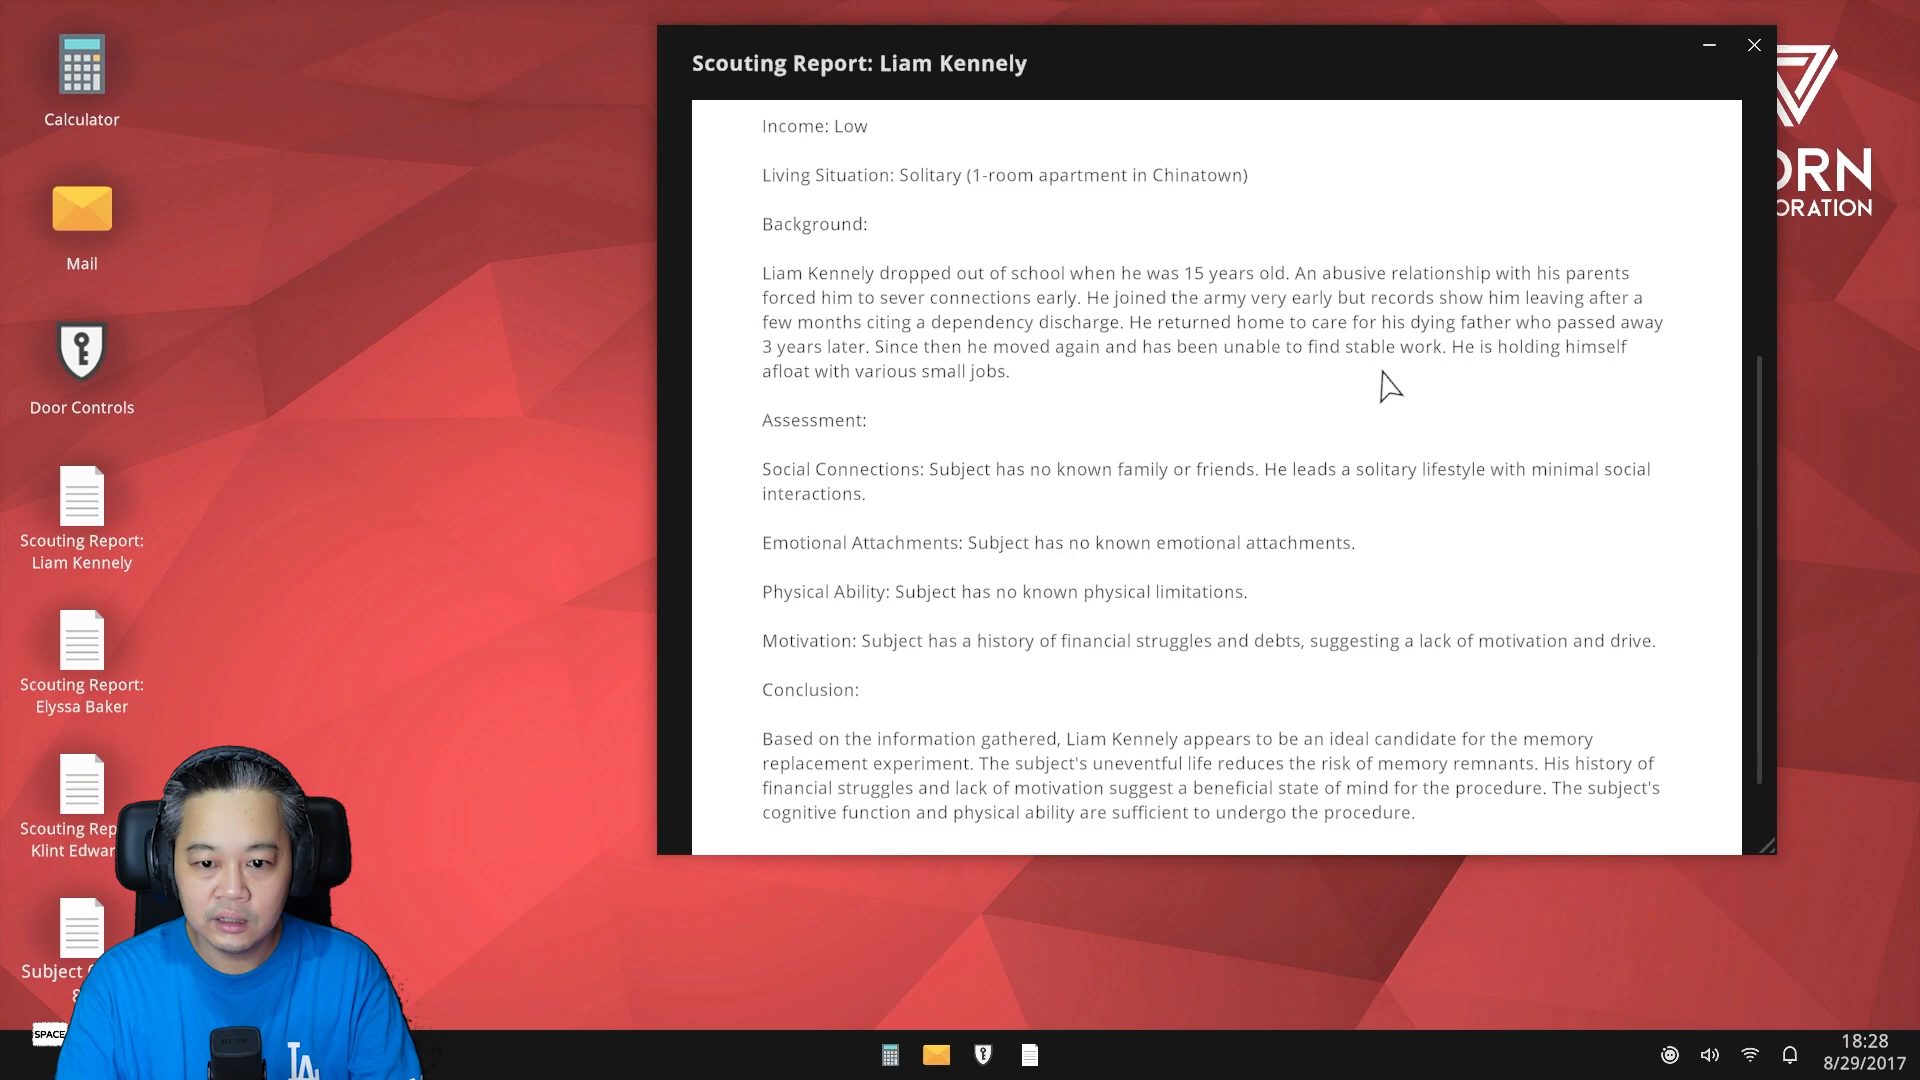 Calculator
Mail
Door Controls
Scouting Report:
Liam Kennely
Scouting Report:
Elyssa Baker
Scouting Rep
Klint Edwar
Subject
SPACE
Scouting Report: Liam Kennely
Income: Low
Living Situation: Solitary (1-room apartment in Chinatown)
Background:
Liam Kennely dropped out of school when he was 15 years old. An abusive relationship with his parents
forced him to sever connections early. He joined the army very early but records show him leaving after a
few months citing a dependency discharge. He returned home to care for his dying father who passed away
3 years later. Since then he moved again and has been unable to find stable work. He is holding himself
afloat with various small jobs.
Assessment:
Social Connections: Subject has no known family or friends. He leads a solitary lifestyle with minimal social
interactions.
Emotional Attachments: Subject has no known emotional attachments.
Physical Ability: Subject has no known physical limitations.
Motivation: Subject has a history of financial struggles and debts, suggesting a lack of motivation and drive.
Conclusion:
Based on the information gathered, Liam Kennely appears to be an ideal candidate for the memory
replacement experiment. The subject's uneventful life reduces the risk of memory remnants. His history of
financial struggles and lack of motivation suggest a beneficial state of mind for the procedure. The subject's
cognitive function and physical ability are sufficient to undergo the procedure.
ORN
ORATION
LA
18:28
8/29/2017